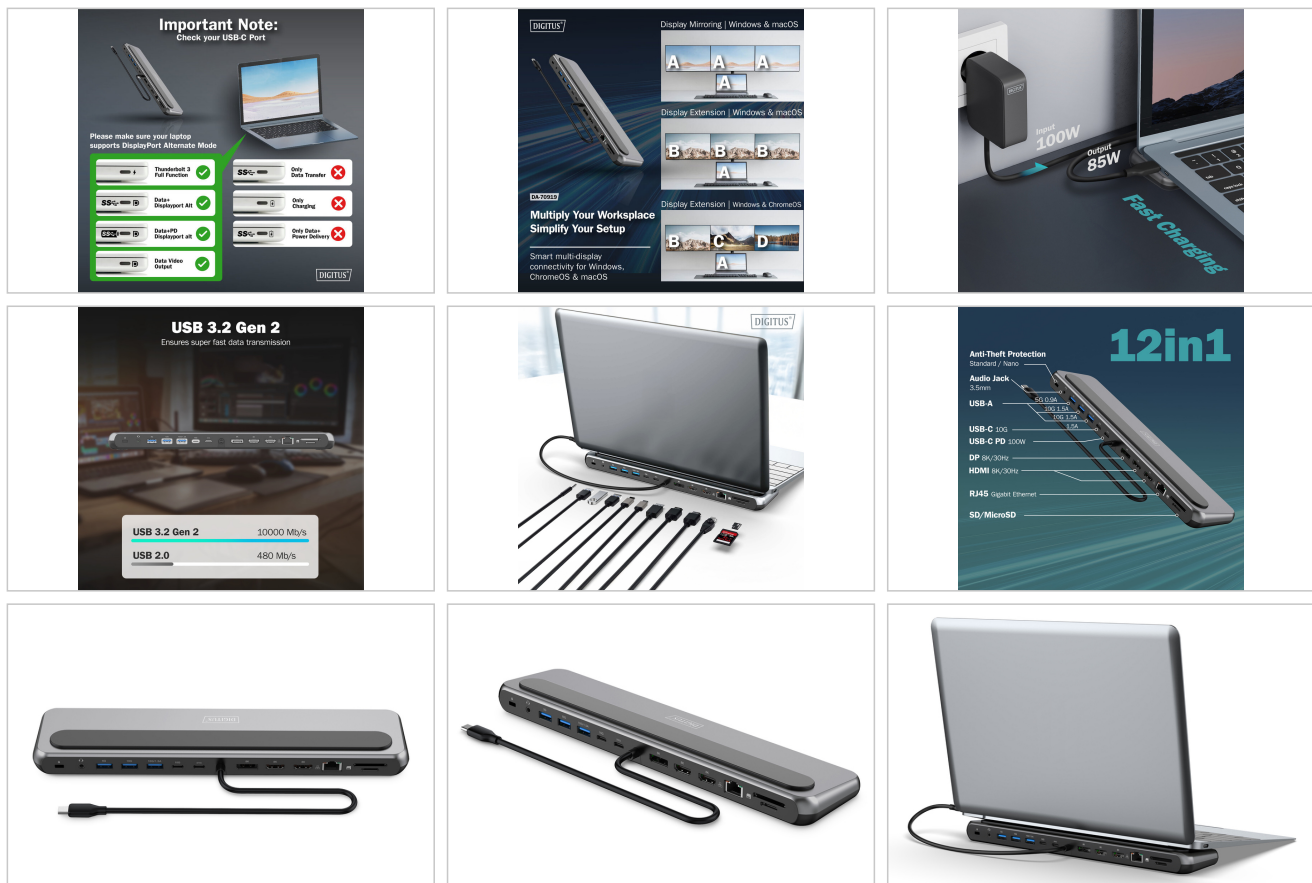 Important Note:
Check your USB-C Port
Please make sure your laptop
supports DisplayPort Alternate Mode
Thunderbolt 3
Full Function
SS
Only
Data Transfer
SS
Data+
Displayport Alt
Only
Charging
SS
Data+PD
Displayport alt
SS
Only Data+
Power Delivery
Data Video
Output
DIGITUS®
DIGITUS®
Display Mirroring | Windows & macOS
A A A
A
Display Extension | Windows & macOS
B B B
A
DA-70919
Multiply Your Worksplace
Simplify Your Setup
Smart multi-display
connectivity for Windows,
ChromeOS & macOS
Display Extension | Windows & ChromeOS
B C D
A
DIGITUS
Input
100W
Output
85W
Fast Charging
USB 3.2 Gen 2
Ensures super fast data transmission
USB 3.2 Gen 2 10000 Mb/s
USB 2.0 480 Mb/s
DIGITUS®
12in1
Anti-Theft Protection
Standard / Nano
Audio Jack
3.5mm
USB-A
5G 0.9A
10G 1.5A
10G 1.5A
USB-C 10G
1.5A
USB-C PD 100W
DP 8K/30Hz
HDMI 8K/30Hz
RJ45 Gigabit Ethernet
SD/MicroSD
DIGITUS
DIGITUS